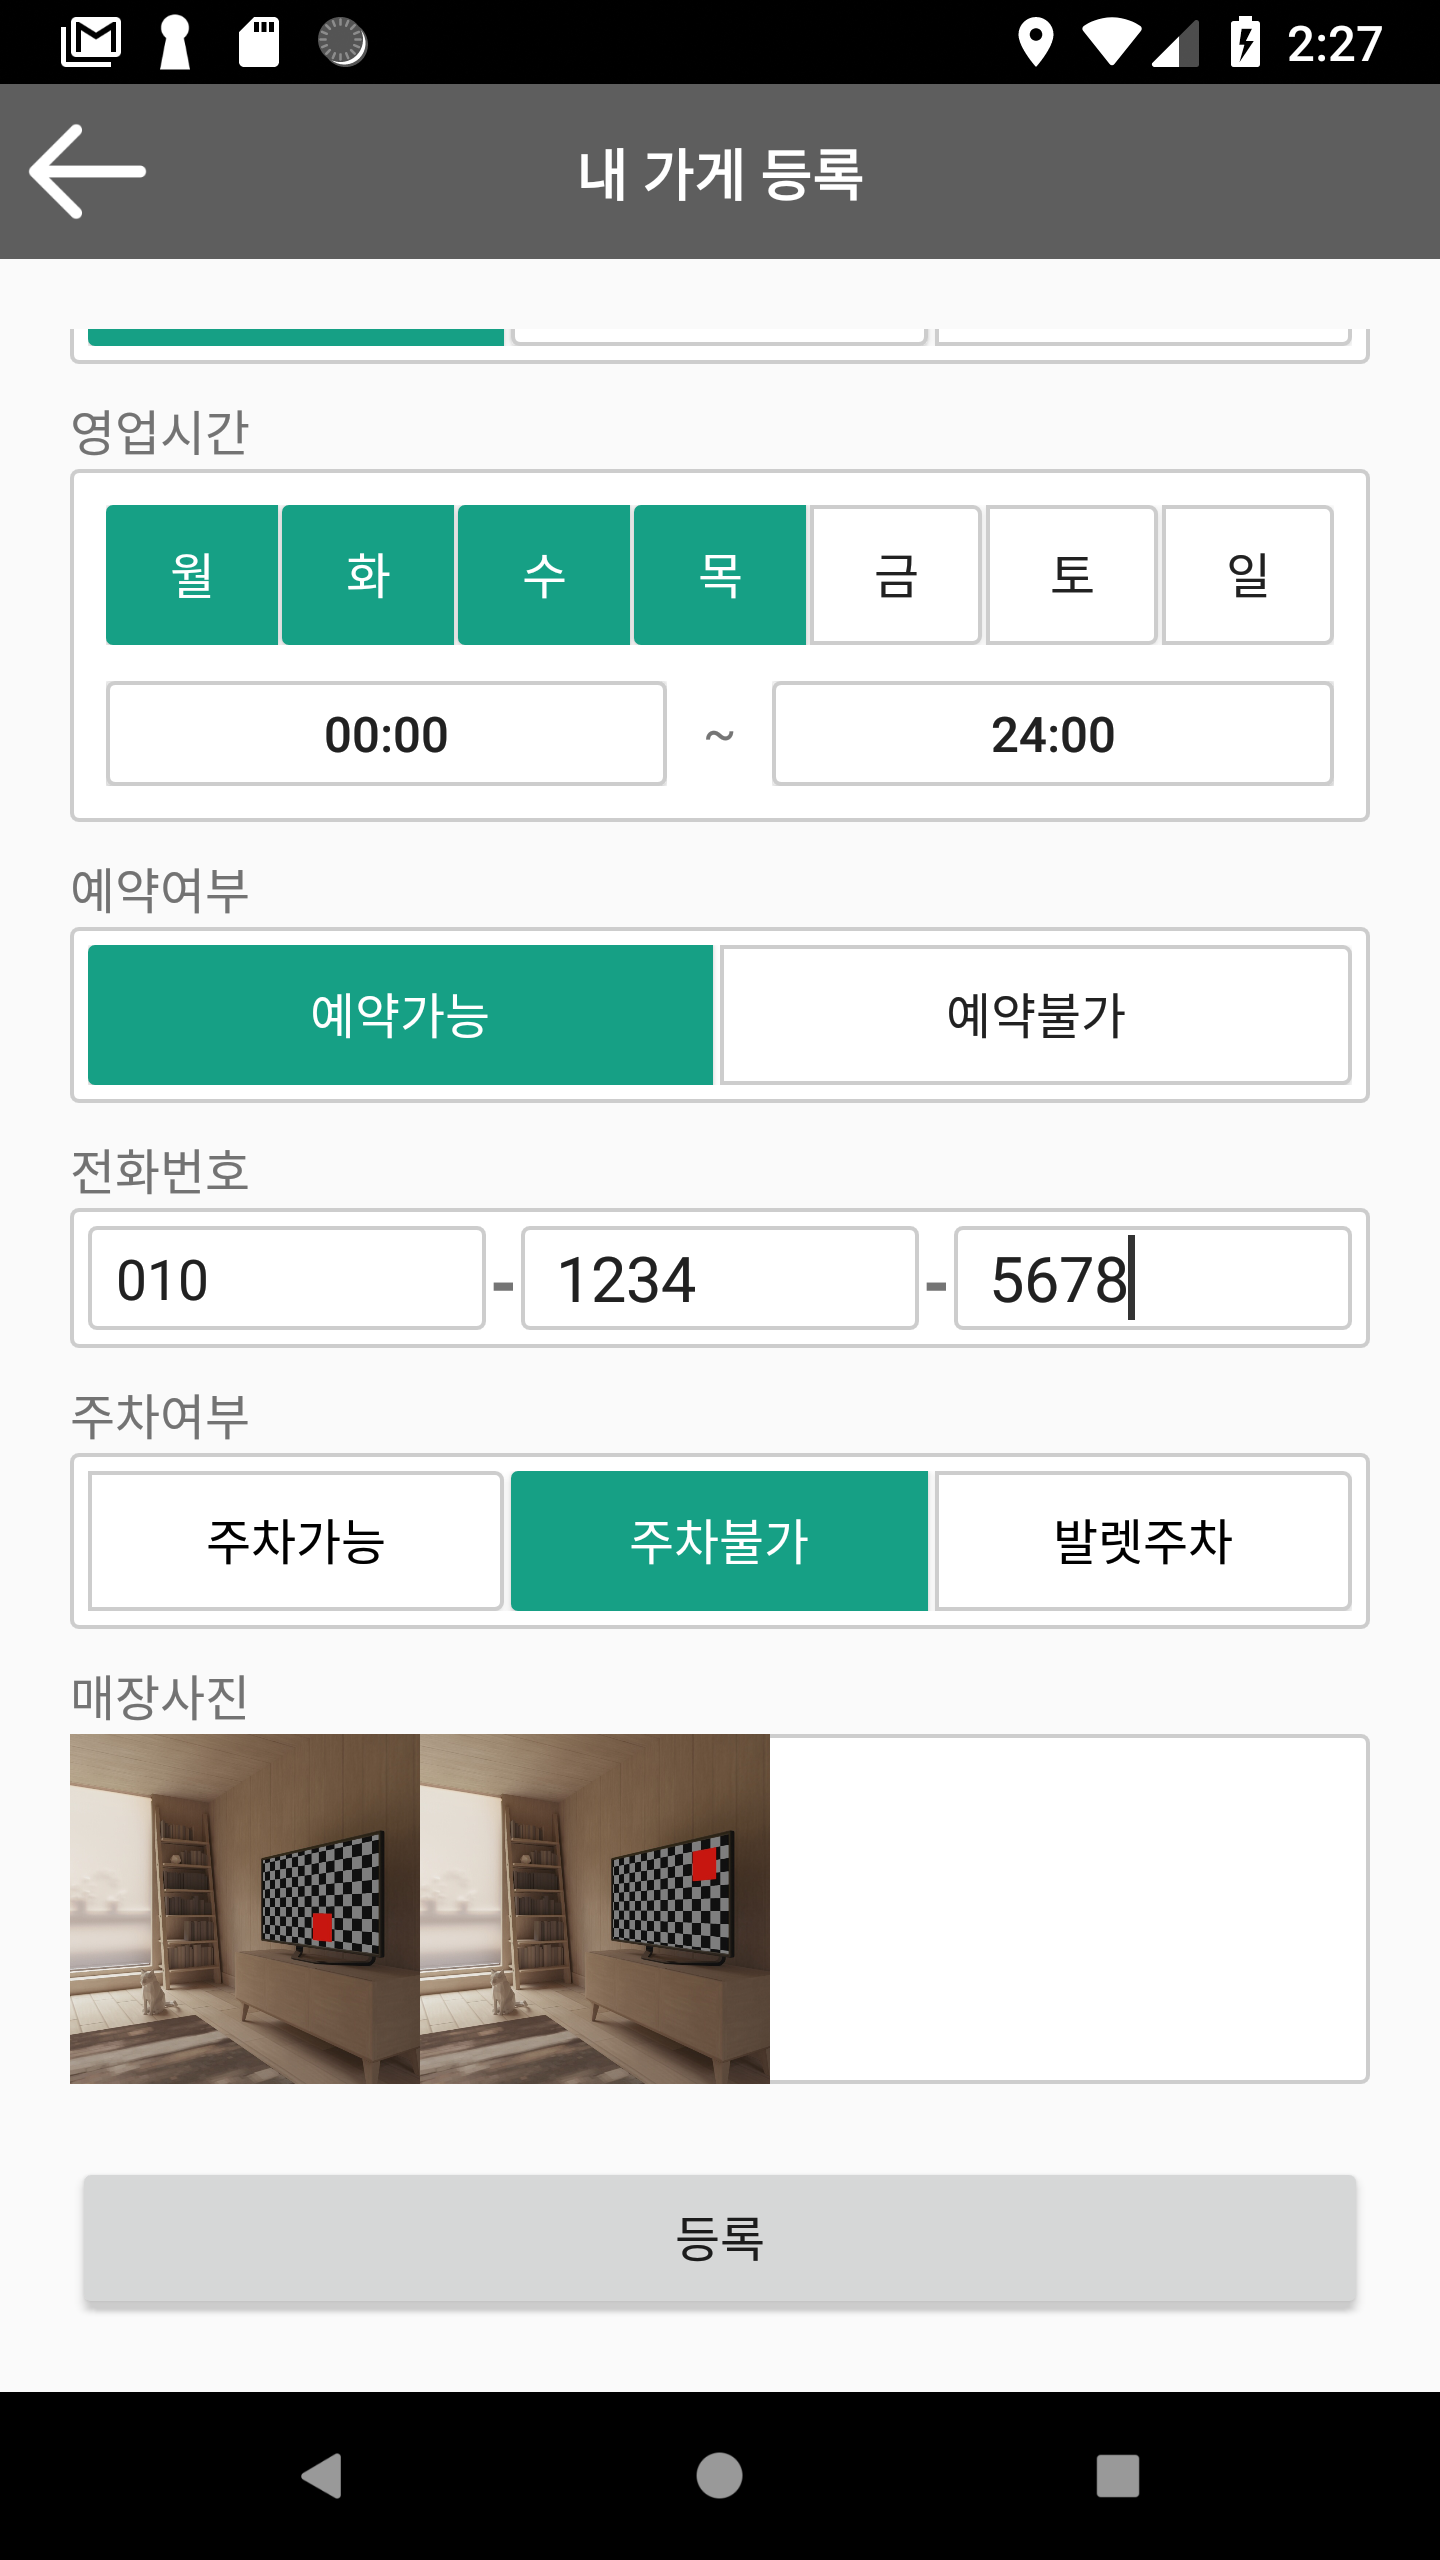 2:27
내 가게 등록
영업시간
월 화 수 목 금 토 일
00:00 ~ 24:00
예약여부
예약가능 예약불가
전화번호
010 - 1234 - 5678
주차여부
주차가능 주차불가 발렛주차
매장사진
등록